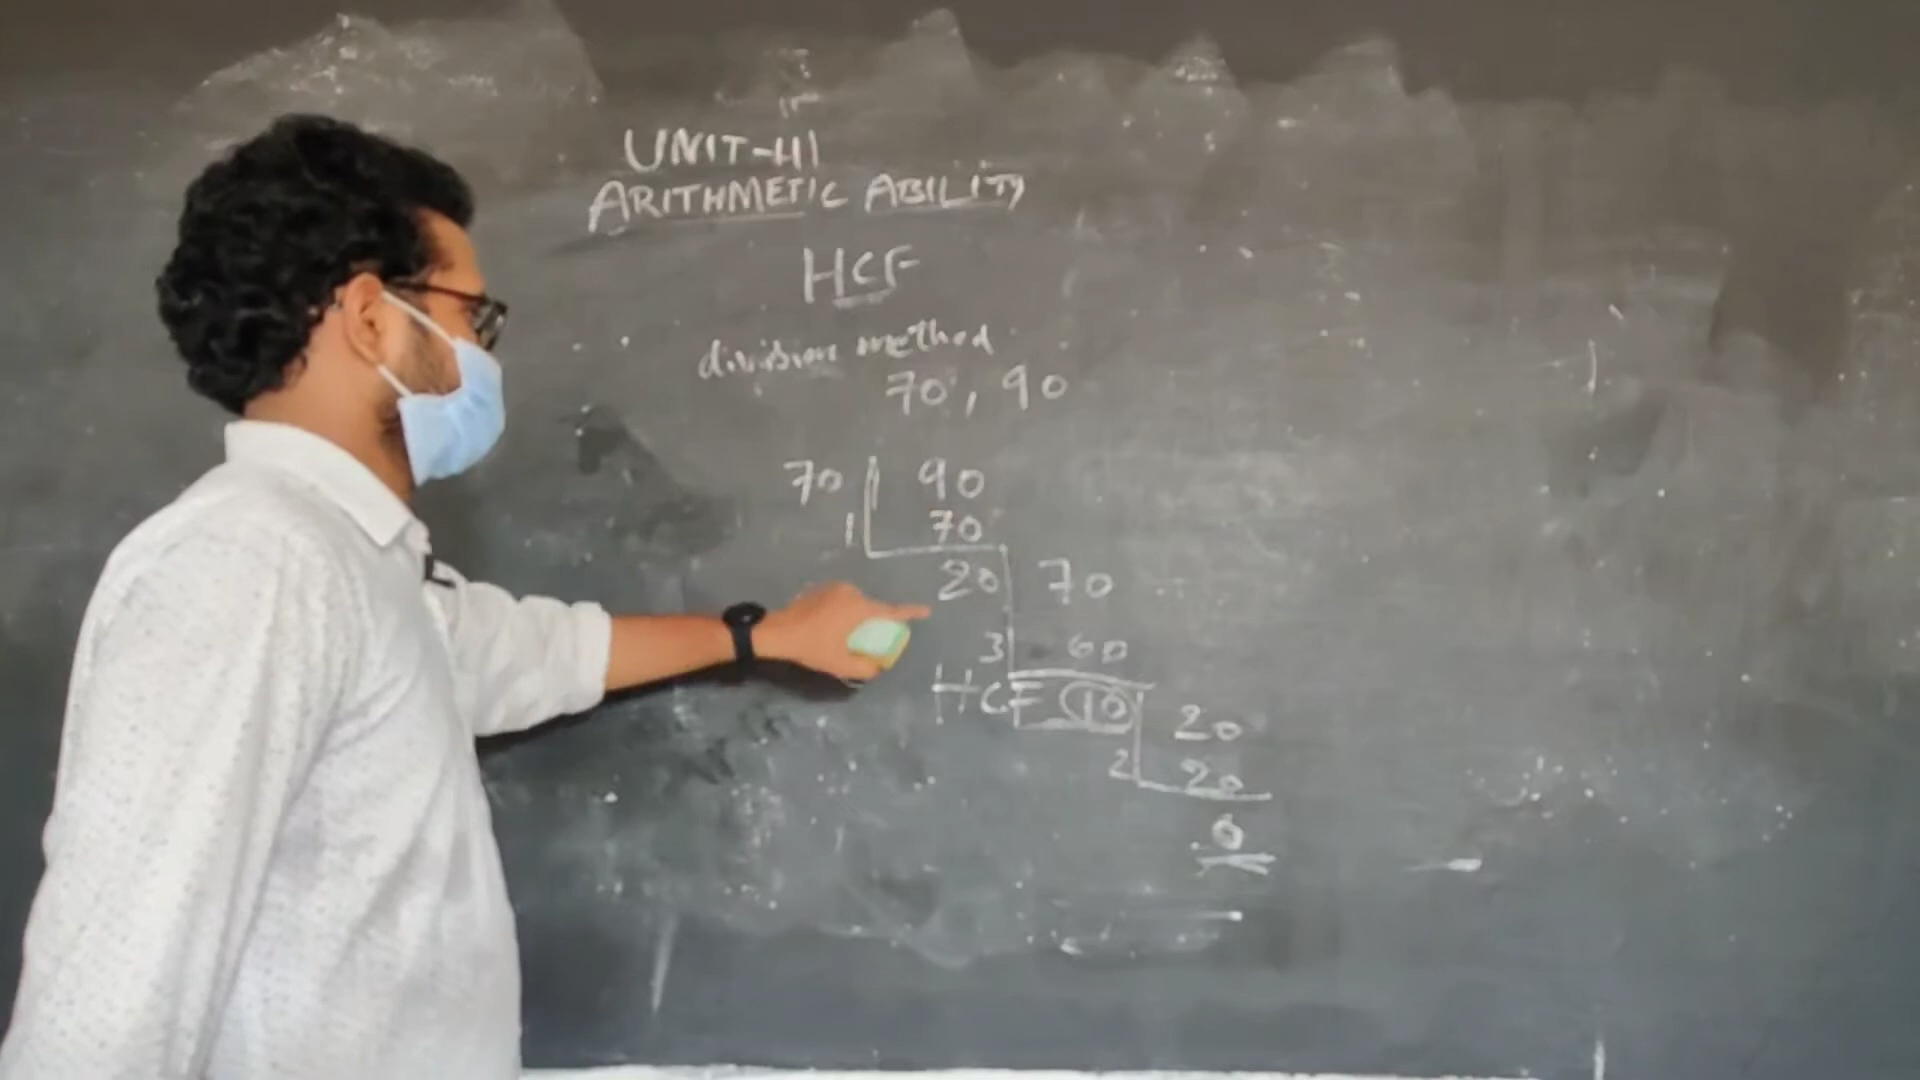 UNIT-III
ARITHMETIC ABILITY
HCF
division method
70, 90
70 90
1 70
20 70
3 60
HCF 10 20
2 20
0